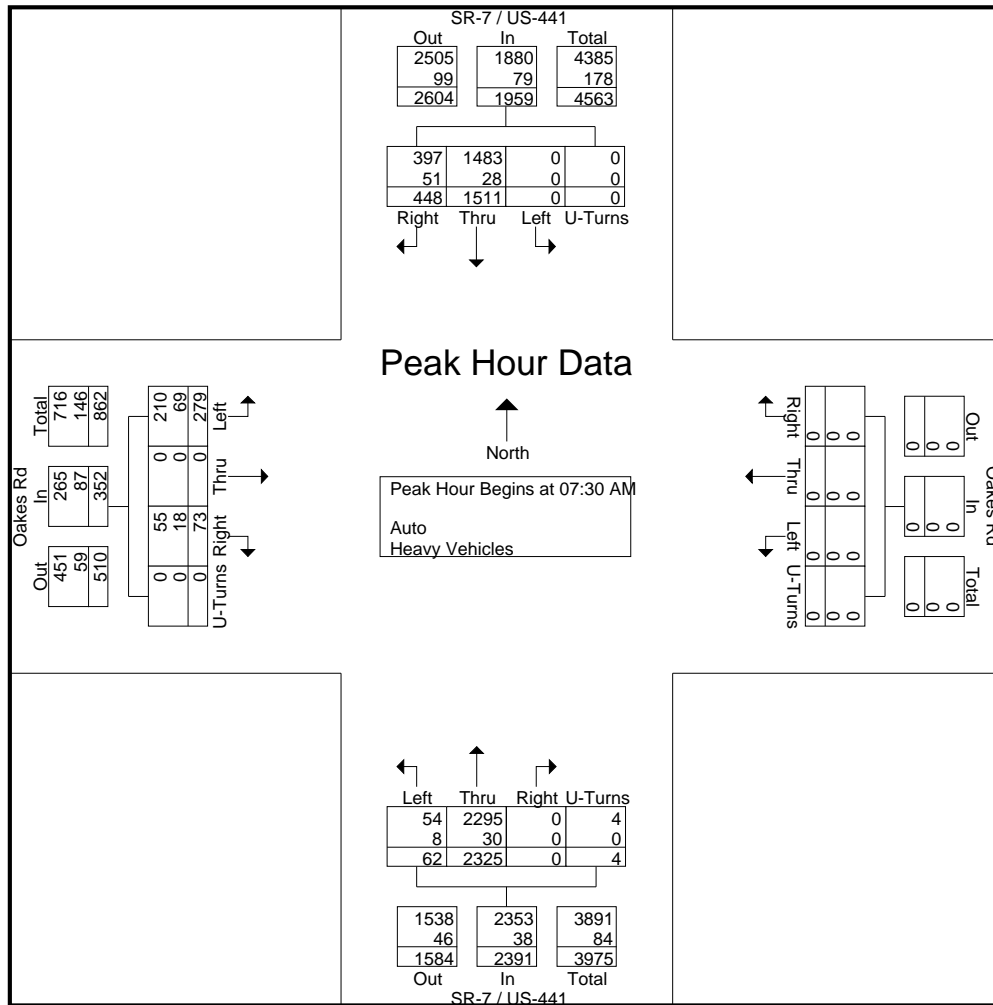 SR-7 / US-441
Out In Total
2505 1880 4385
99 79 178
2604 1959 4563
397 1483 0 0
51 28 0 0
448 1511 0 0
Right Thru Left U-Turns
Peak Hour Data
North
Peak Hour Begins at 07:30 AM
Auto
Heavy Vehicles
Oakes Rd
Out In Total
451 265 716
59 87 146
510 352 862
U-Turns Right Thru Left
0 55 0 210
0 18 0 69
0 73 0 279
Right Thru Left U-Turns
0 0 0 0
0 0 0 0
0 0 0 0
Out In Total
0 0 0
0 0 0
0 0 0
Oakes Rd
Left Thru Right U-Turns
54 2295 0 4
8 30 0 0
62 2325 0 4
1538 2353 3891
46 38 84
1584 2391 3975
Out In Total
SR-7 / US-441